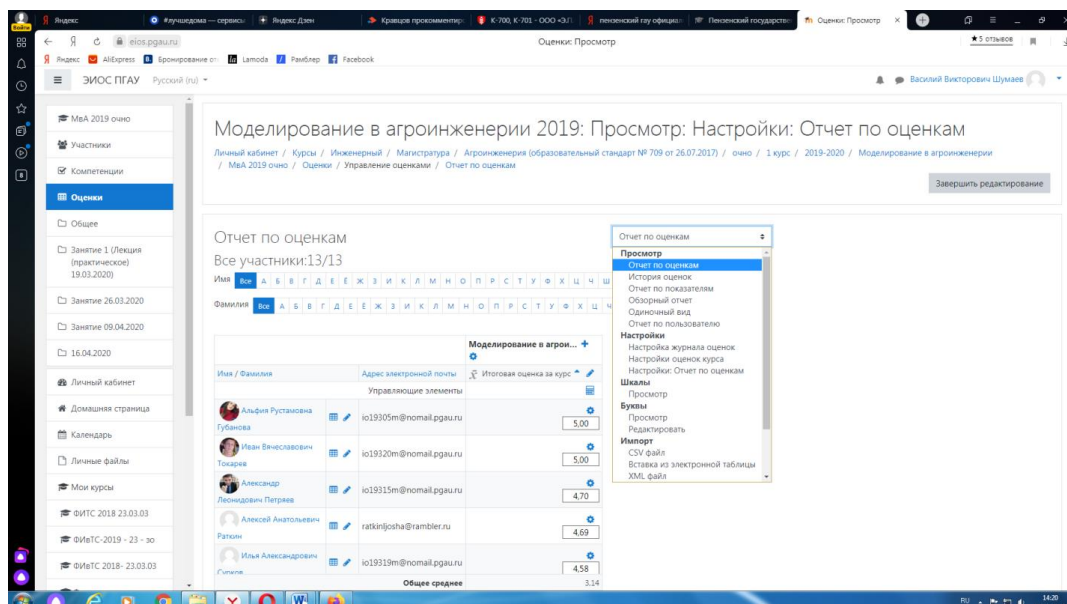 Войти
Яндекс
#лучшедома — сервисы
Яндекс Дзен
Кравцов прокомментир
К-700, К-701 - ООО «ЭЛ
пензенский гау официал
Пензенский государстве
Оценки: Просмотр
eios.pgau.ru
Оценки: Просмотр
★ 5 отзывов
Яндекс AliExpress Бронирование от Lamoda Рамблер Facebook
ЭИОС ПГАУ Русский (ru)
Василий Викторович Шумаев
МвА 2019 очно
Участники
Компетенции
Оценки
Общее
Занятие 1 (Лекция
(практическое)
19.03.2020)
Занятие 26.03.2020
Занятие 09.04.2020
16.04.2020
Личный кабинет
Домашняя страница
Календарь
Личные файлы
Мои курсы
ФИТС 2018 23.03.03
ФИвТС-2019 - 23 - зо
ФИвТС 2018- 23.03.03
Моделирование в агроинженерии 2019: Просмотр: Настройки: Отчет по оценкам
Личный кабинет / Курсы / Инженерный / Магистратура / Агроинженерия (образовательный стандарт № 709 от 26.07.2017) / очно / 1 курс / 2019-2020 / Моделирование в агроинженерии
/ МвА 2019 очно / Оценки / Управление оценками / Отчет по оценкам
Завершить редактирование
Отчет по оценкам
Все участники:13/13
Имя Все А Б В Г Д Е Ё Ж З И К Л М Н О П Р С Т У Ф Х Ц Ч Ш
Фамилия Все А Б В Г Д Е Ё Ж З И К Л М Н О П Р С Т У Ф Х Ц Ч
Моделирование в агрои...
Имя / Фамилия Адрес электронной почты Итоговая оценка за курс
Управляющие элементы
Альфия Рустамовна
Губанова
io19305m@nomail.pgau.ru
5,00
Иван Вячеславович
Токарев
io19320m@nomail.pgau.ru
5,00
Александр
Леонидович Петряев
io19315m@nomail.pgau.ru
4,70
Алексей Анатольевич
Раткин
ratkinljosha@rambler.ru
4,69
Илья Александрович
Сурков
io19319m@nomail.pgau.ru
4,58
Общее среднее 3,14
Отчет по оценкам
Просмотр
Отчет по оценкам
История оценок
Отчет по показателям
Обзорный отчет
Одиночный вид
Отчет по пользователю
Настройки
Настройка журнала оценок
Настройки оценок курса
Настройки: Отчет по оценкам
Шкалы
Просмотр
Буквы
Просмотр
Редактировать
Импорт
CSV файл
Вставка из электронной таблицы
XML файл
RU
14:20